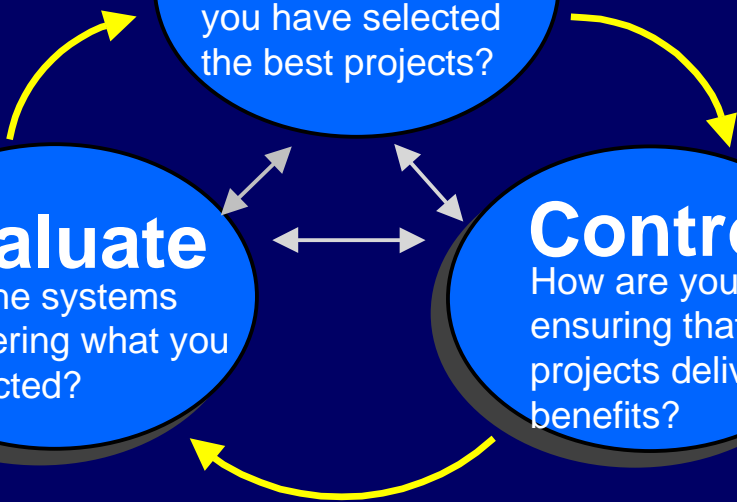 you have selected
the best projects?
aluate
he systems
ering what you
cted?
Contr
How are you
ensuring that
projects deliv
benefits?